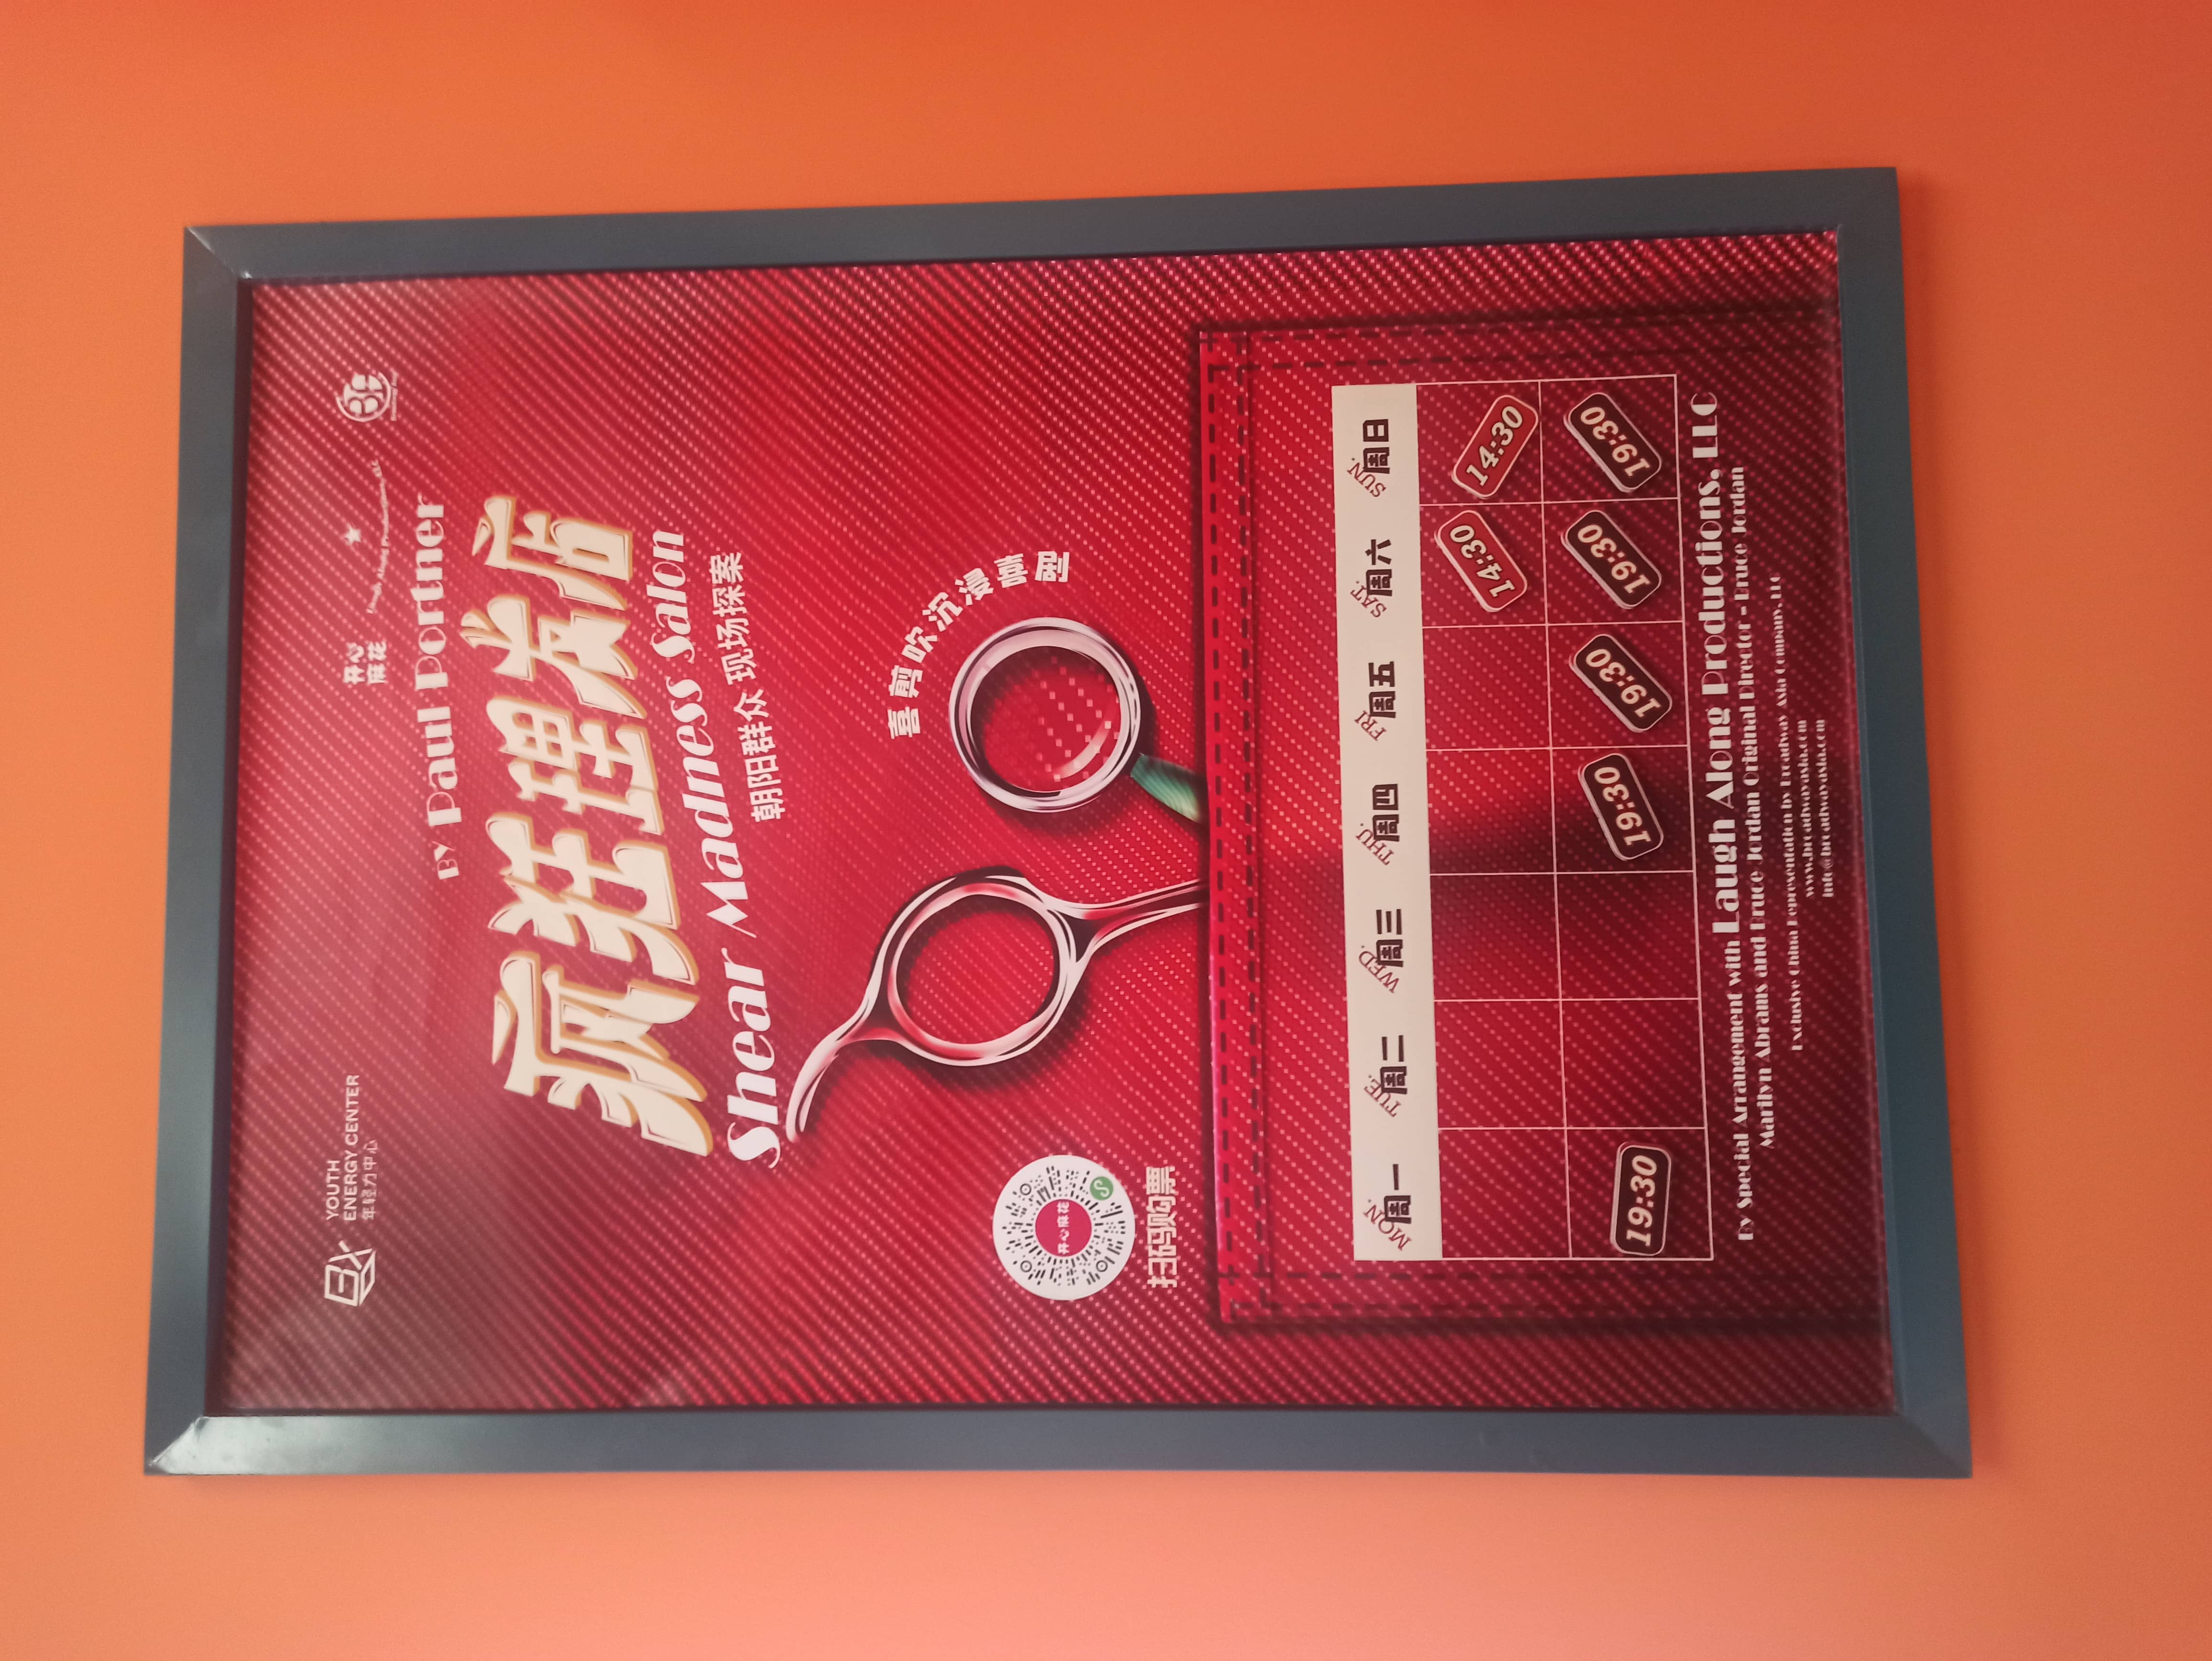 YOUTH
ENERGY CENTER
年轻力中心
开心
麻花
Laugh Along Productions, LLC
Broadway Asia
BY Paul Portner
疯狂理发店
Shear Madness Salon
朝阳群众 现场探案
喜剪吹沉浸喜剧
开心麻花
扫码购票
MON. TUE. WED. THU. FRI SAT. SUN.
周一 周二 周三 周四 周五 周六 周日
14:30 14:30
19:30 19:30 19:30 19:30 19:30
By Special Arrangement with Laugh Along Productions, LLC
Marilyn Abrams and Bruce Jordan Original Director - Bruce Jordan
Exclusive China Representation by Broadway Asia Company, LLC
www.broadwayasia.com
info@broadwayasia.com